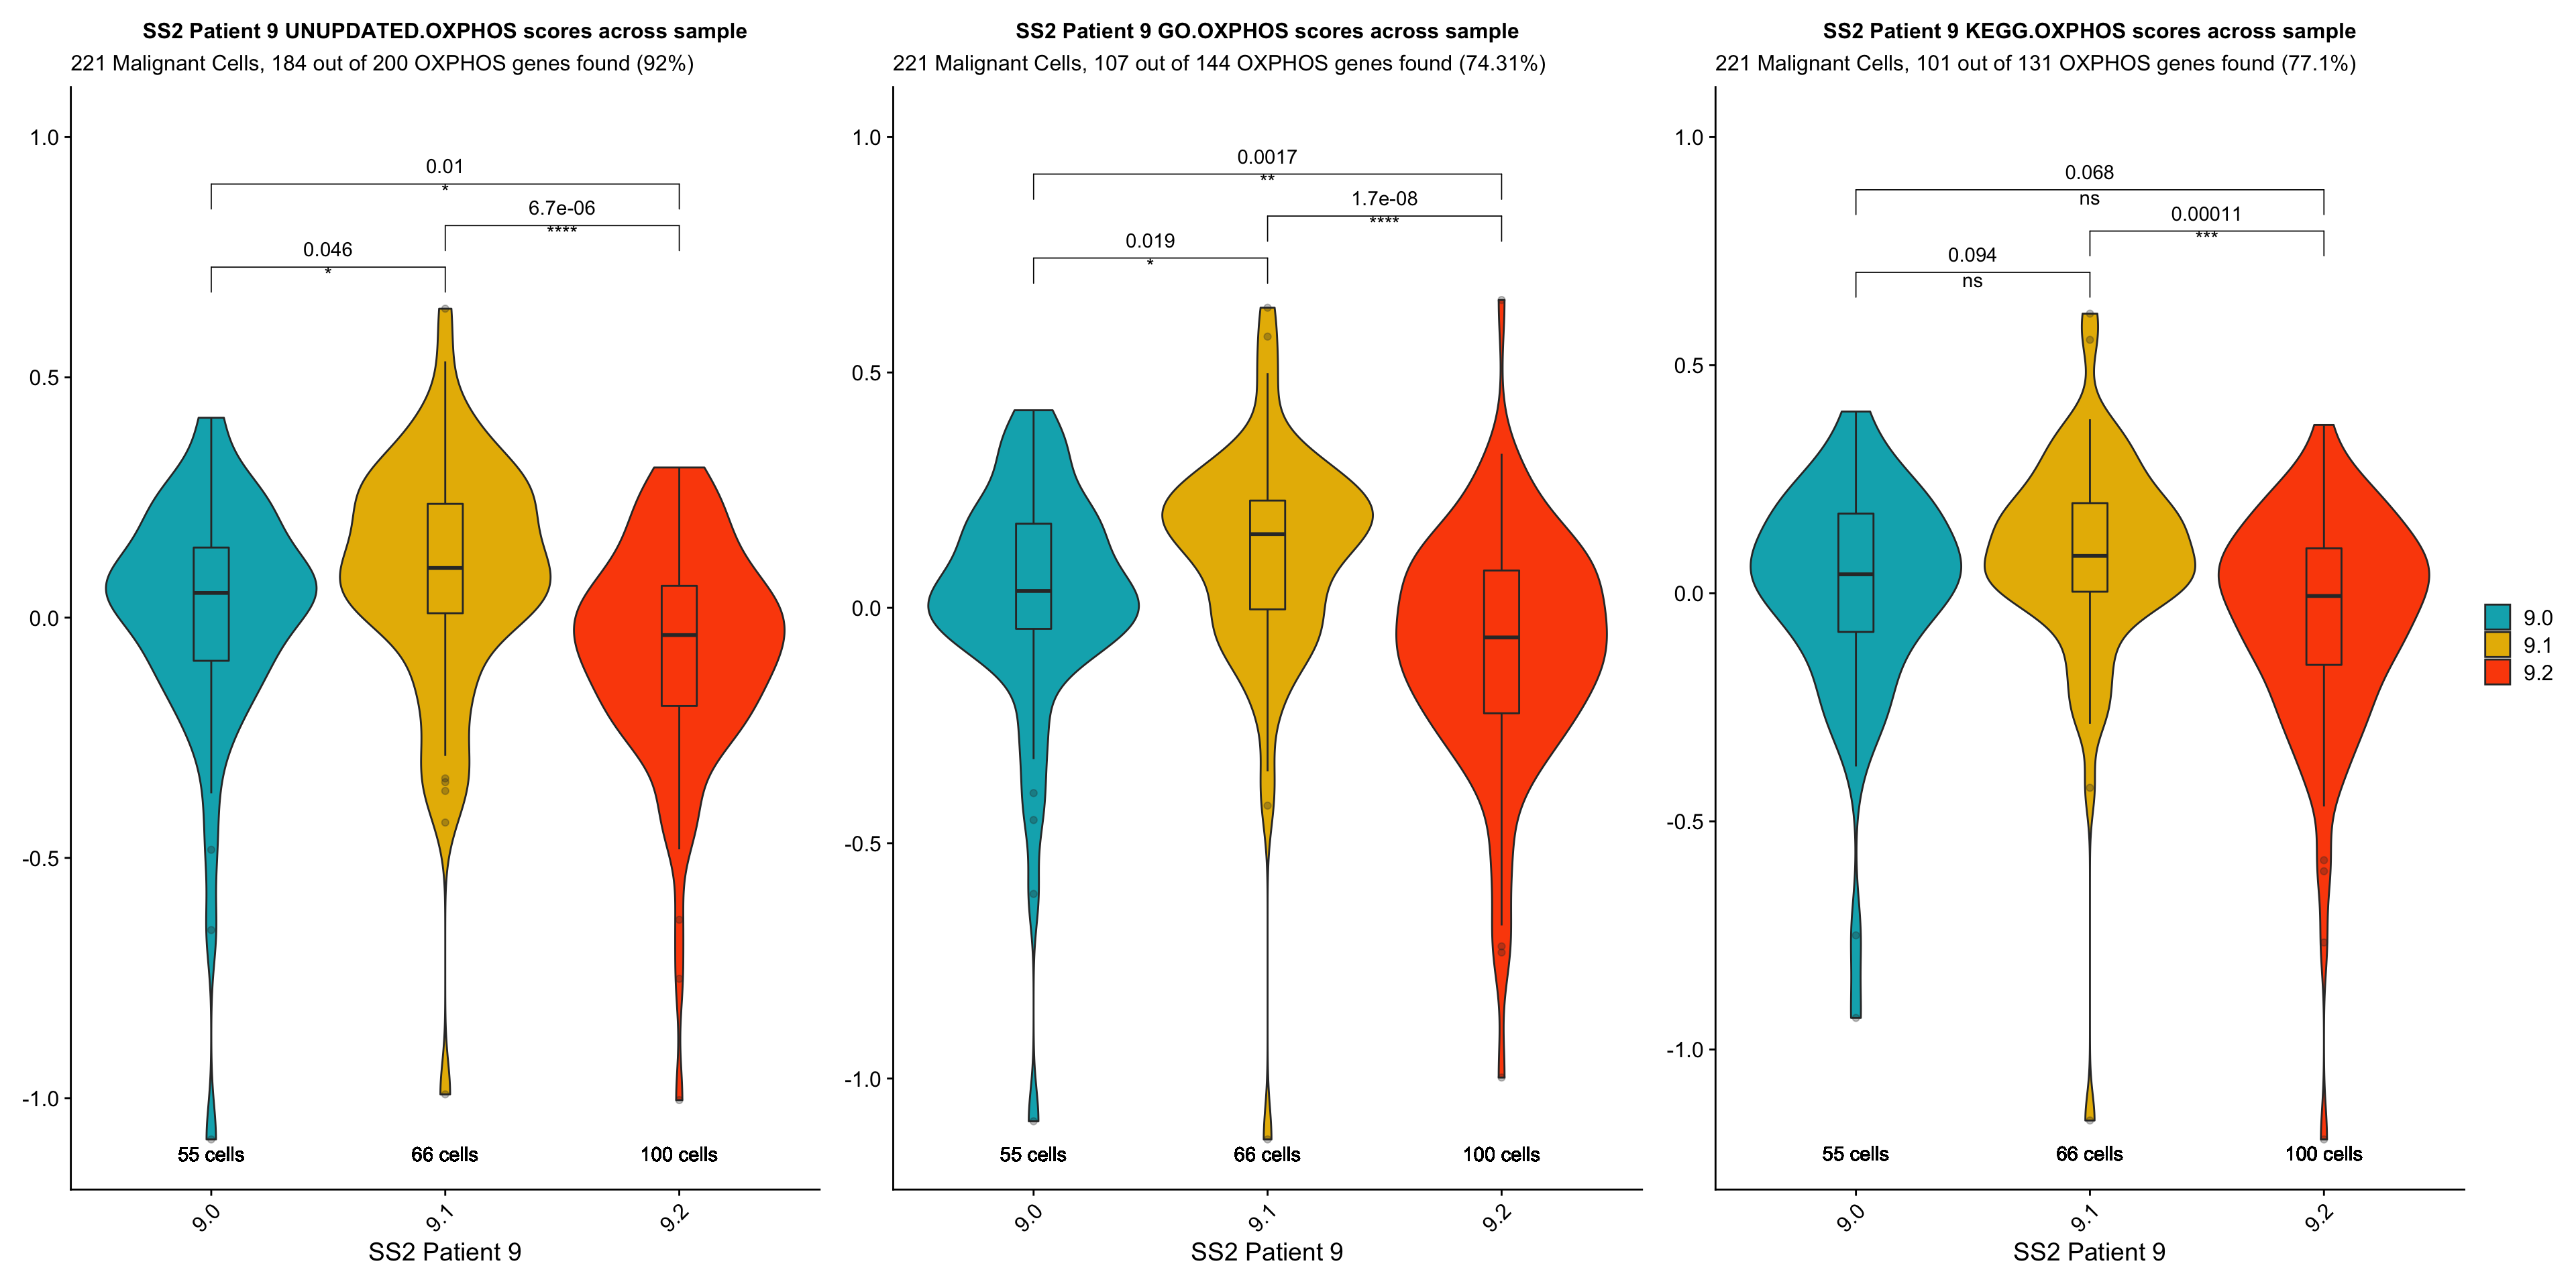 SS2 Patient 9 UNUPDATED.OXPHOS scores across sample
221 Malignant Cells, 184 out of 200 OXPHOS genes found (92%)
1.0
0.5
0.0
-0.5
-1.0
0.01
*
6.7e-06
****
0.046
*
55 cells
66 cells
100 cells
9.0
9.1
9.2
SS2 Patient 9
SS2 Patient 9 GO.OXPHOS scores across sample
221 Malignant Cells, 107 out of 144 OXPHOS genes found (74.31%)
1.0
0.5
0.0
-0.5
-1.0
0.0017
**
1.7e-08
****
0.019
*
55 cells
66 cells
100 cells
9.0
9.1
9.2
SS2 Patient 9
SS2 Patient 9 KEGG.OXPHOS scores across sample
221 Malignant Cells, 101 out of 131 OXPHOS genes found (77.1%)
1.0
0.5
0.0
-0.5
-1.0
0.068
ns
0.00011
***
0.094
ns
55 cells
66 cells
100 cells
9.0
9.1
9.2
SS2 Patient 9
9.0
9.1
9.2